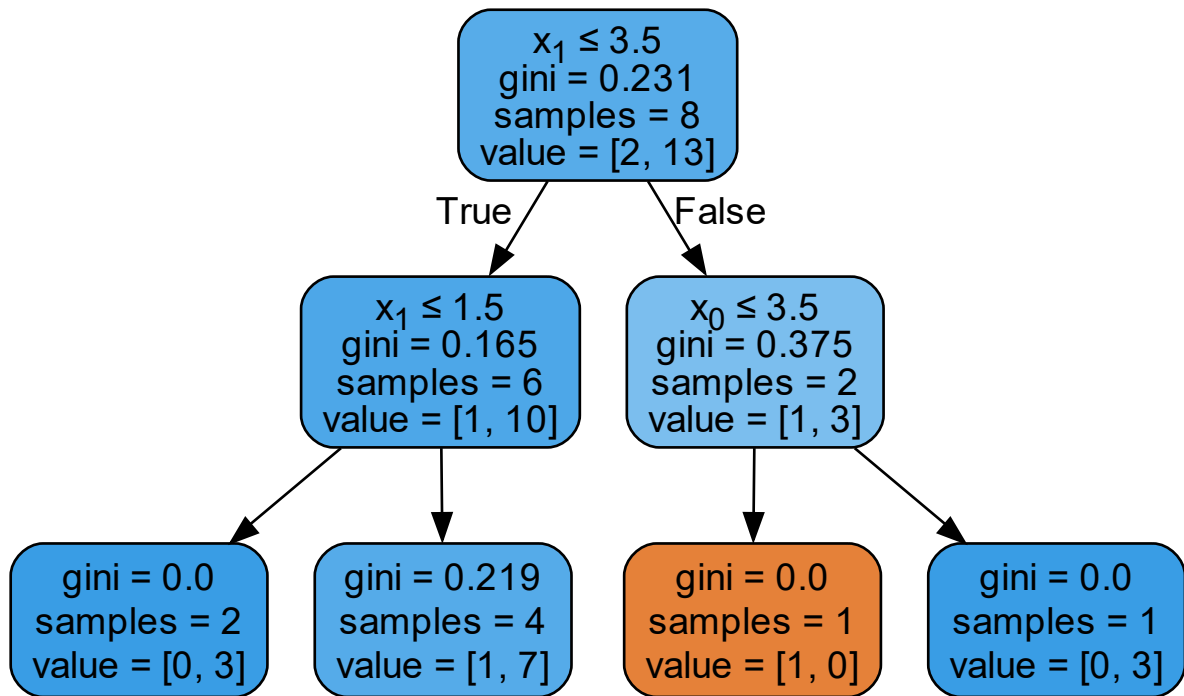 x₁ ≤ 3.5
gini = 0.231
samples = 8
value = [2, 13]
True
False
x₁ ≤ 1.5
gini = 0.165
samples = 6
value = [1, 10]
x₀ ≤ 3.5
gini = 0.375
samples = 2
value = [1, 3]
gini = 0.0
samples = 2
value = [0, 3]
gini = 0.219
samples = 4
value = [1, 7]
gini = 0.0
samples = 1
value = [1, 0]
gini = 0.0
samples = 1
value = [0, 3]